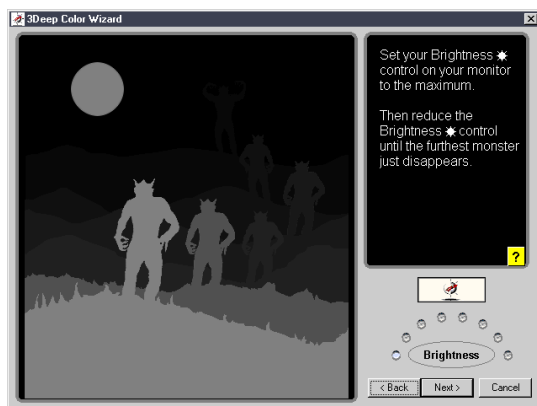 3Deep Color Wizard
Set your Brightness
control on your monitor
to the maximum.
Then reduce the
Brightness control
until the furthest monster
just disappears.
?
Brightness
< Back Next > Cancel